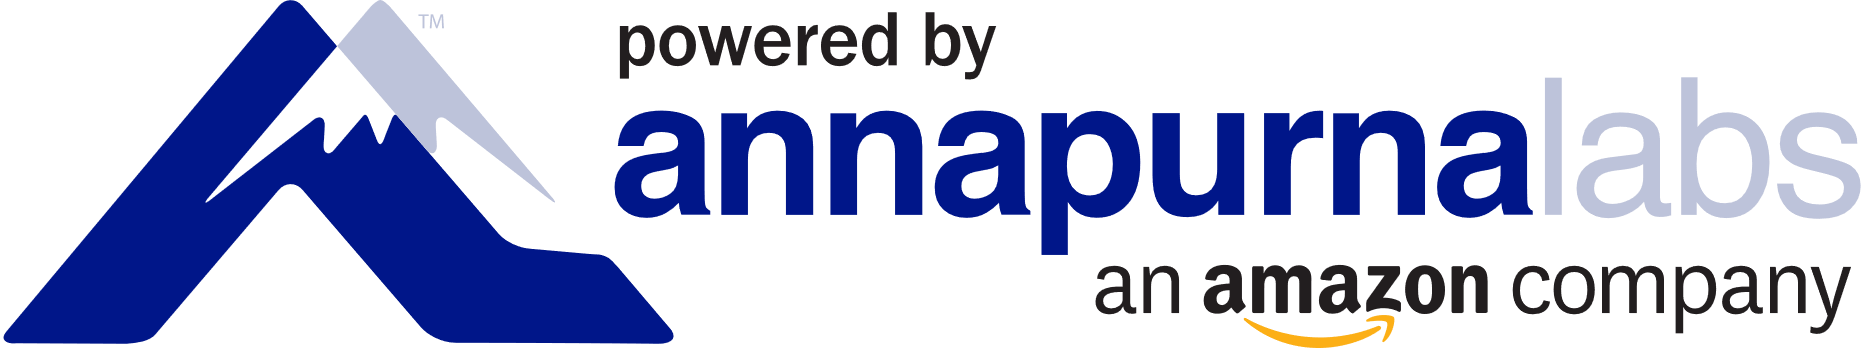 TM
powered by
annapurnalabs
an amazon company